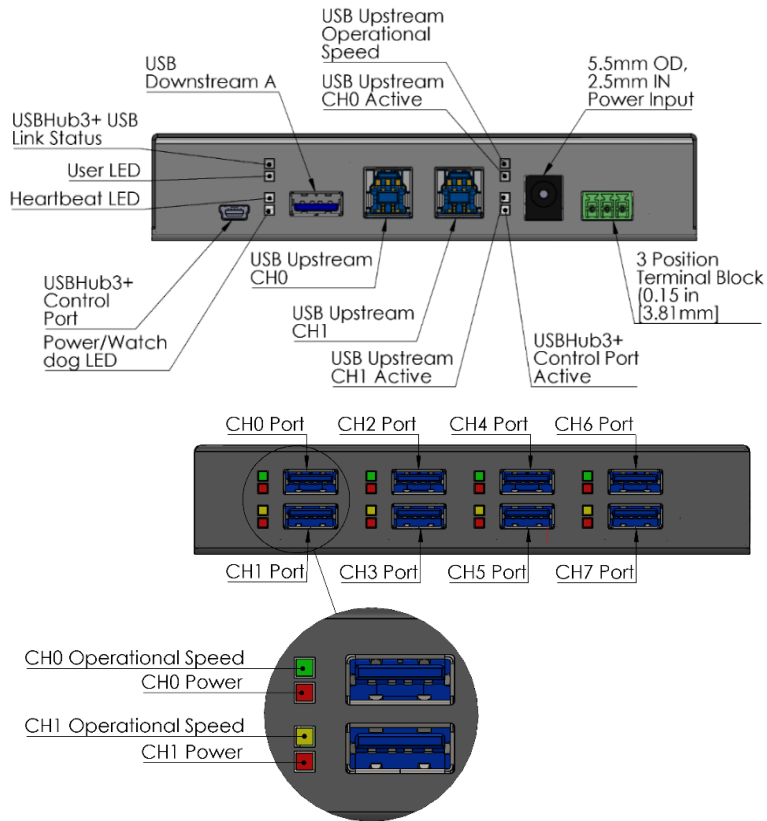 USB Upstream
Operational
Speed
USB
Downstream A
USB Upstream
CH0 Active
5.5mm OD,
2.5mm IN
Power Input
USBHub3+ USB
Link Status
User LED
Heartbeat LED
USBHub3+
Control
Port
Power/Watch
dog LED
USB Upstream
CH0
USB Upstream
CH1
USB Upstream
CH1 Active
USBHub3+
Control Port
Active
3 Position
Terminal Block
(0.15 in
[3.81mm]
CH0 Port
CH2 Port
CH4 Port
CH6 Port
CH1 Port
CH3 Port
CH5 Port
CH7 Port
CH0 Operational Speed
CH0 Power
CH1 Operational Speed
CH1 Power